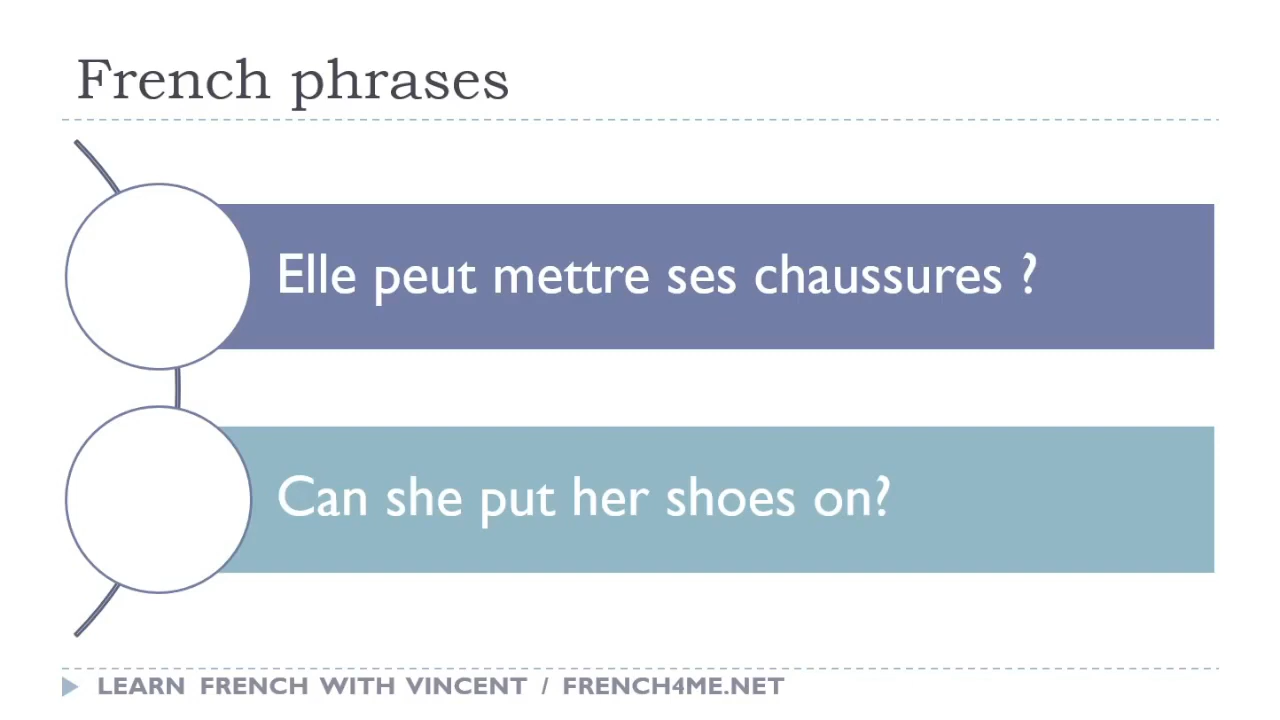 French phrases
Elle peut mettre ses chaussures ?
Can she put her shoes on?
LEARN FRENCH WITH VINCENT / FRENCH4ME.NET